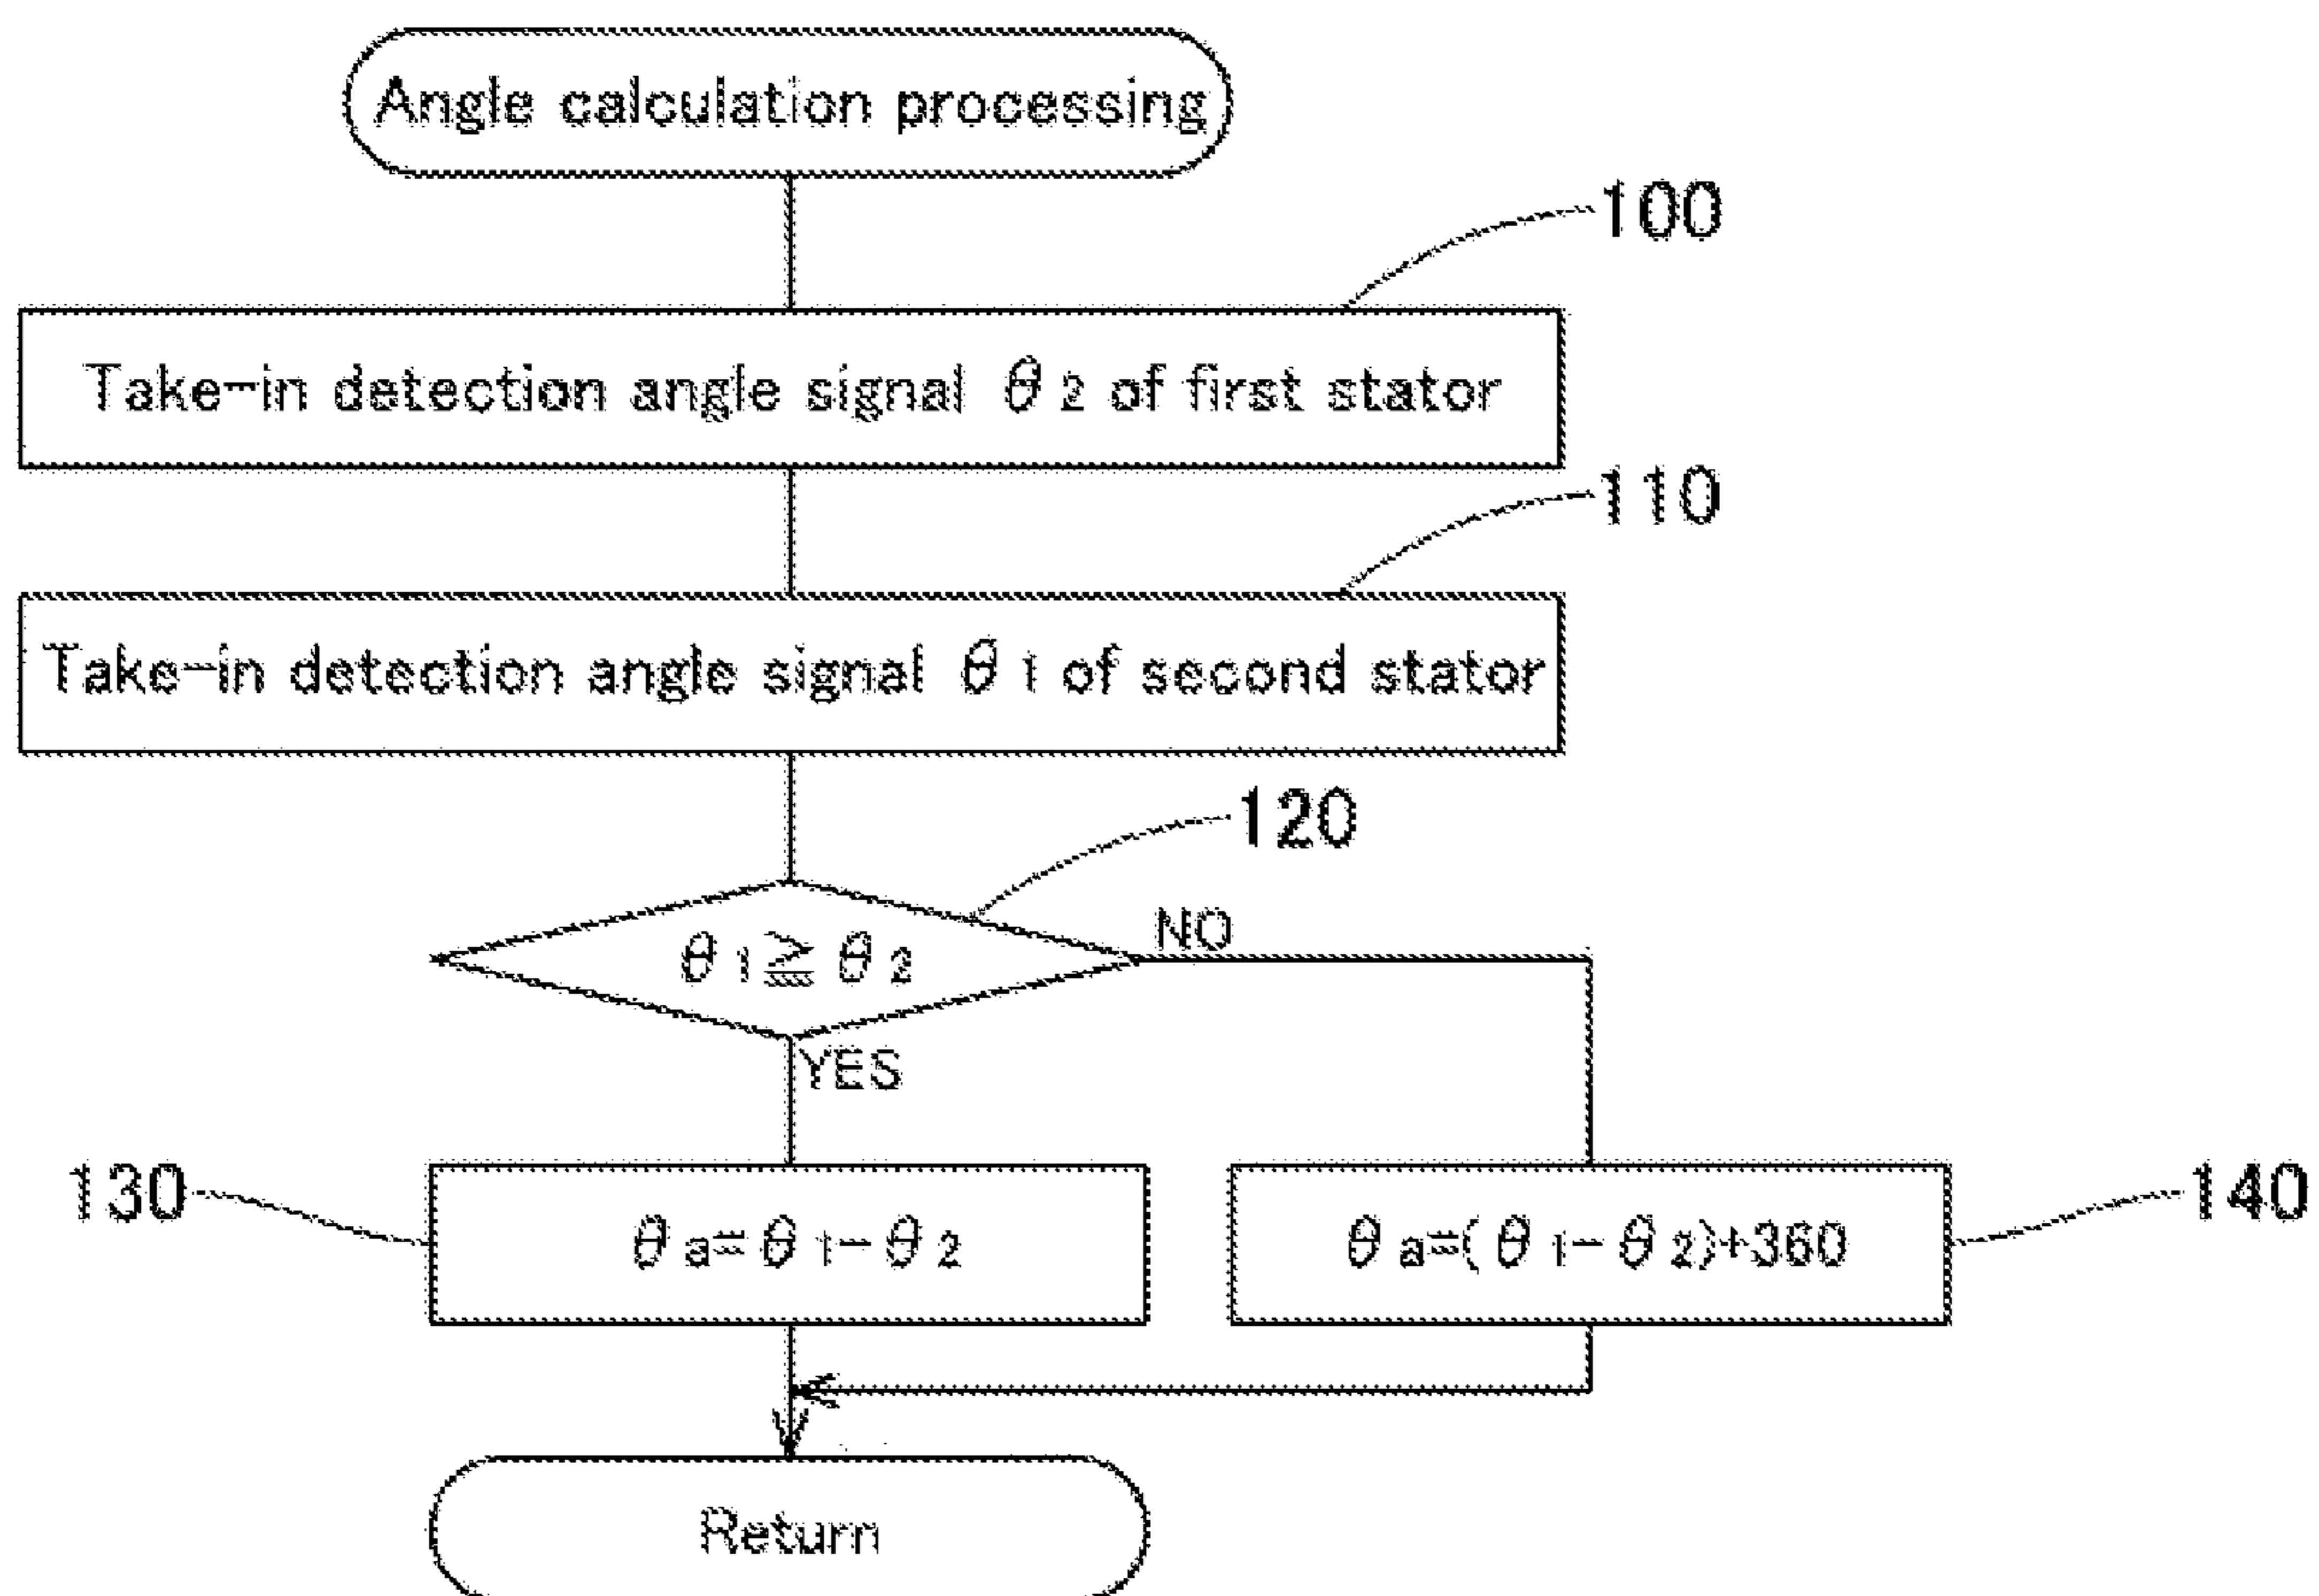 Angle calculation processing
100
Take-in detection angle signal θ2 of first stator
110
Take-in detection angle signal θ1 of second stator
120
θ1≧θ2
NO
YES
130
θa=θ1-θ2
θa=(θ1-θ2)+360
140
Return